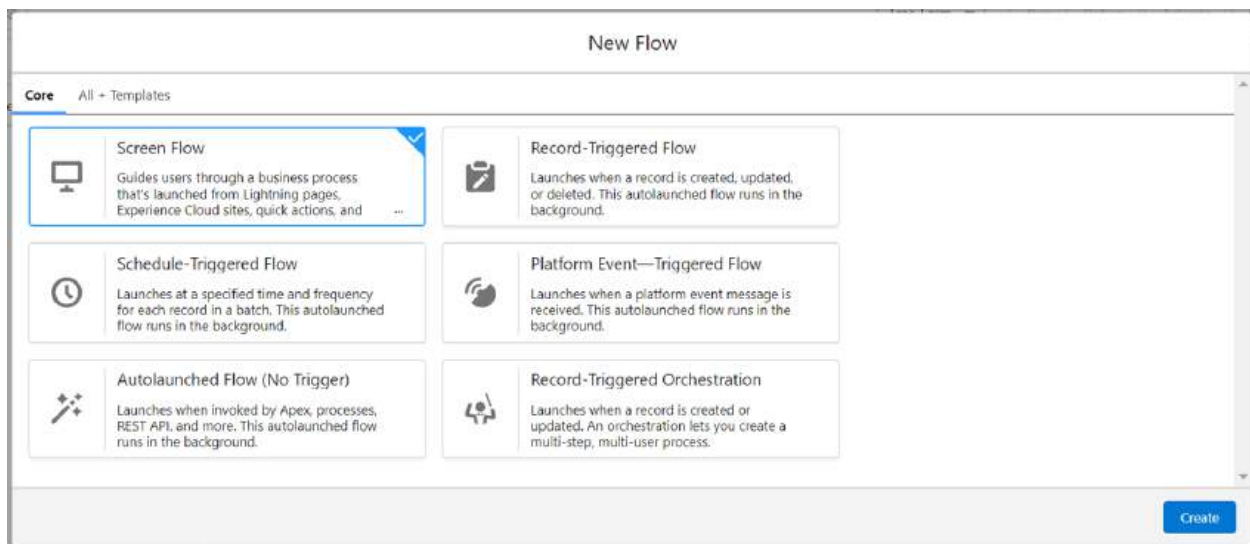 New Flow
Core All + Templates
Screen Flow
Guides users through a business process
that's launched from Lightning pages,
Experience Cloud sites, quick actions, and ...
Record-Triggered Flow
Launches when a record is created, updated,
or deleted. This autolaunched flow runs in the
background.
Schedule-Triggered Flow
Launches at a specified time and frequency
for each record in a batch. This autolaunched
flow runs in the background.
Platform Event—Triggered Flow
Launches when a platform event message is
received. This autolaunched flow runs in the
background.
Autolaunched Flow (No Trigger)
Launches when invoked by Apex, processes,
REST API, and more. This autolaunched flow
runs in the background.
Record-Triggered Orchestration
Launches when a record is created or
updated. An orchestration lets you create a
multi-step, multi-user process.
Create